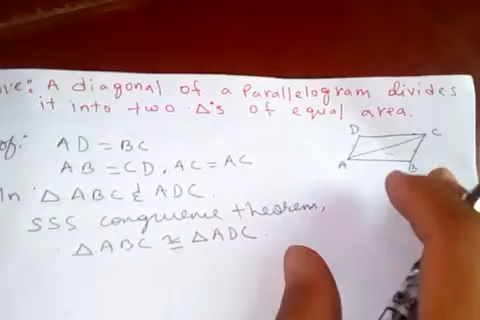 A diagonal of a parallelogram divides
it into two Δ's of equal area.
AD = BC
AB = CD, AC = AC
In Δ ABC & ADC.
SSS congruence theorem,
Δ ABC ≅ Δ ADC.
D C
A B